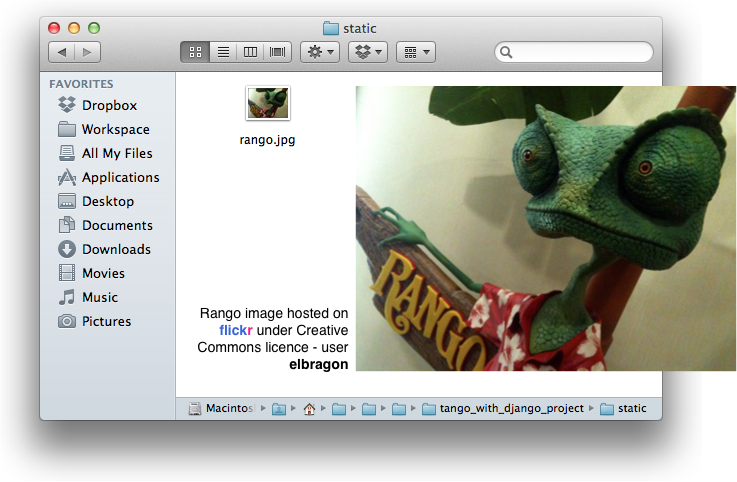 static
FAVORITES
Dropbox
Workspace
All My Files
Applications
Desktop
Documents
Downloads
Movies
Music
Pictures
rango.jpg
RANGO
Rango image hosted on
flickr under Creative
Commons licence - user
elbragon
Macintos
tango_with_django_project
static